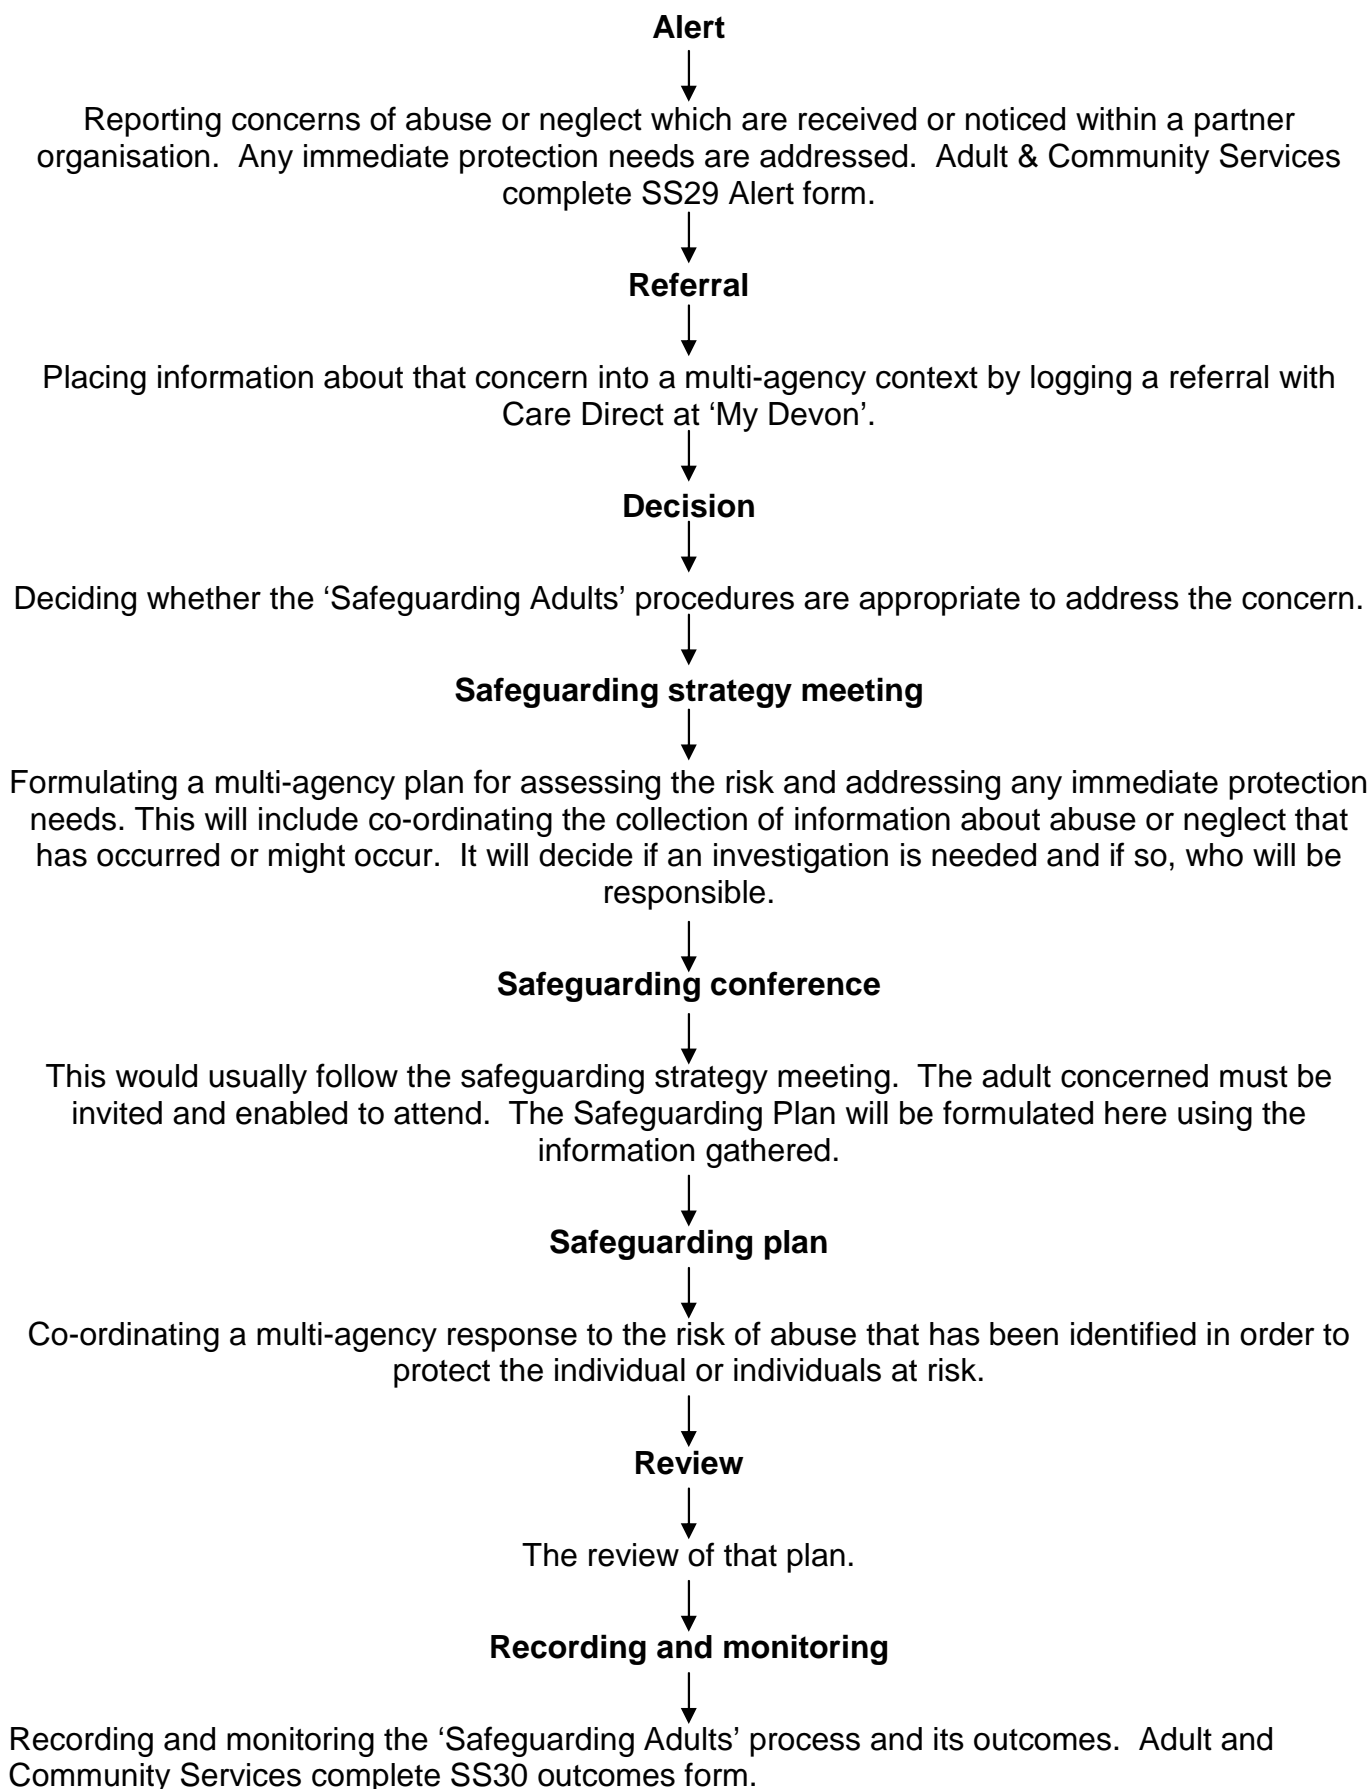 Alert
Reporting concerns of abuse or neglect which are received or noticed within a partner
organisation.  Any immediate protection needs are addressed.  Adult & Community Services
complete SS29 Alert form.
Referral
Placing information about that concern into a multi-agency context by logging a referral with
Care Direct at ‘My Devon’.
Decision
Deciding whether the ‘Safeguarding Adults’ procedures are appropriate to address the concern.
Safeguarding strategy meeting
Formulating a multi-agency plan for assessing the risk and addressing any immediate protection
needs. This will include co-ordinating the collection of information about abuse or neglect that
has occurred or might occur.  It will decide if an investigation is needed and if so, who will be
responsible.
Safeguarding conference
This would usually follow the safeguarding strategy meeting.  The adult concerned must be
invited and enabled to attend.  The Safeguarding Plan will be formulated here using the
information gathered.
Safeguarding plan
Co-ordinating a multi-agency response to the risk of abuse that has been identified in order to
protect the individual or individuals at risk.
Review
The review of that plan.
Recording and monitoring
Recording and monitoring the ‘Safeguarding Adults’ process and its outcomes.  Adult and
Community Services complete SS30 outcomes form.